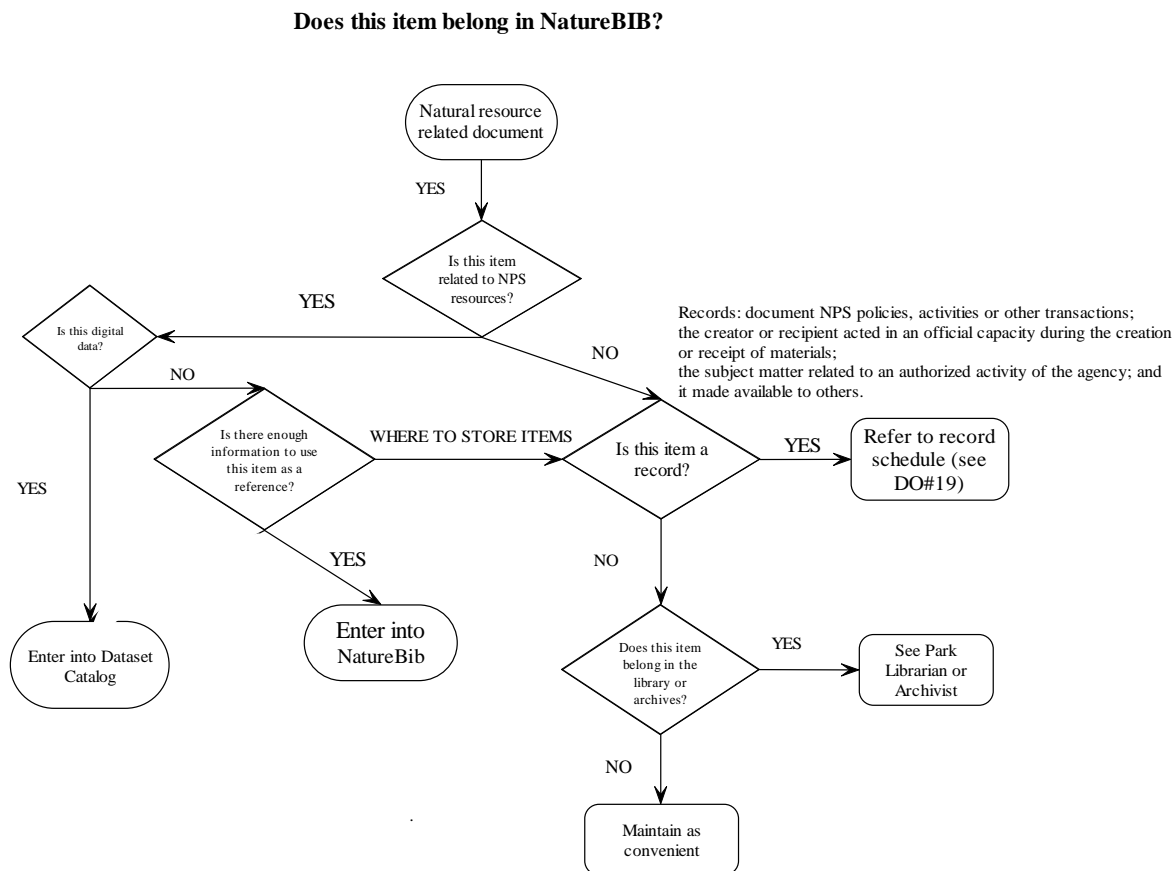 Does this item belong in NatureBIB?
Natural resource
related document
YES
Is this item
related to NPS
resources?
YES
Is this digital
data?
Records: document NPS policies, activities or other transactions;
the creator or recipient acted in an official capacity during the creation
or receipt of materials;
the subject matter related to an authorized activity of the agency; and
it made available to others.
NO
NO
Is there enough
information to use
this item as a
reference?
WHERE TO STORE ITEMS
Is this item a
record?
YES
Refer to record
schedule (see
DO#19)
YES
YES
NO
Enter into Dataset
Catalog
Enter into
NatureBib
Does this item
belong in the
library or
archives?
YES
See Park
Librarian or
Archivist
NO
Maintain as
convenient